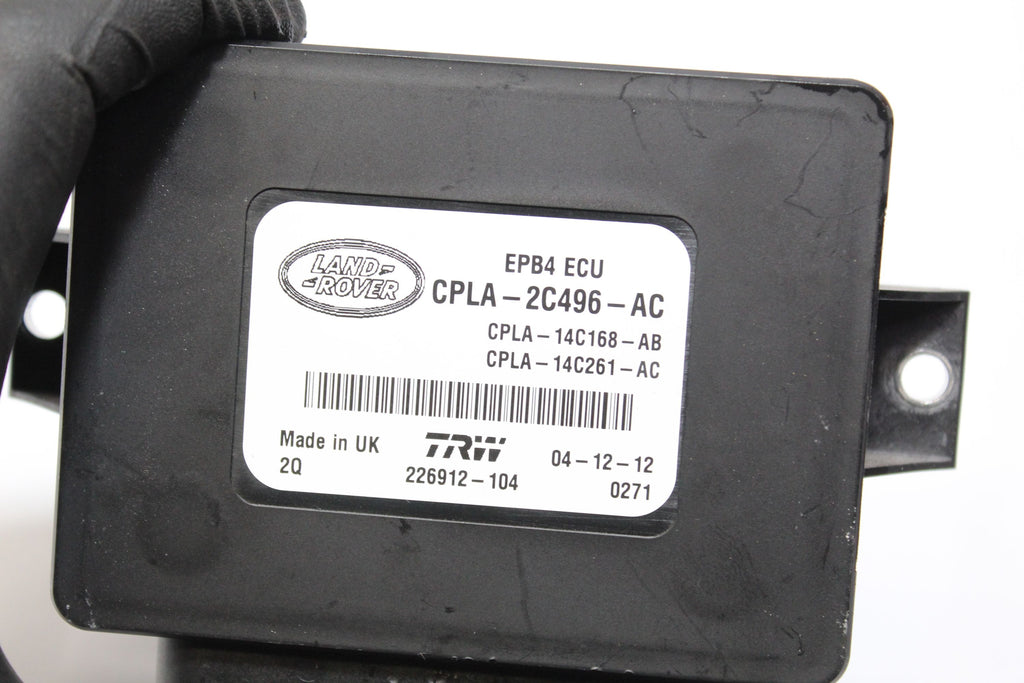 LAND-
-ROVER
EPB4 ECU
CPLA-2C496-AC
CPLA-14C168-AB
CPLA-14C261-AC
Made in UK TRW 04-12-12
2Q 226912-104 0271